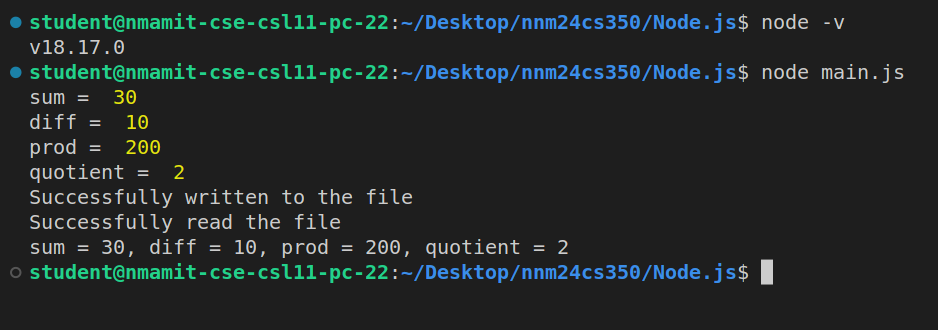 student@nmamit-cse-csl11-pc-22:~/Desktop/nnm24cs350/Node.js$ node -v
v18.17.0
student@nmamit-cse-csl11-pc-22:~/Desktop/nnm24cs350/Node.js$ node main.js
sum =  30
diff =  10
prod =  200
quotient =  2
Successfully written to the file
Successfully read the file
sum = 30, diff = 10, prod = 200, quotient = 2
student@nmamit-cse-csl11-pc-22:~/Desktop/nnm24cs350/Node.js$